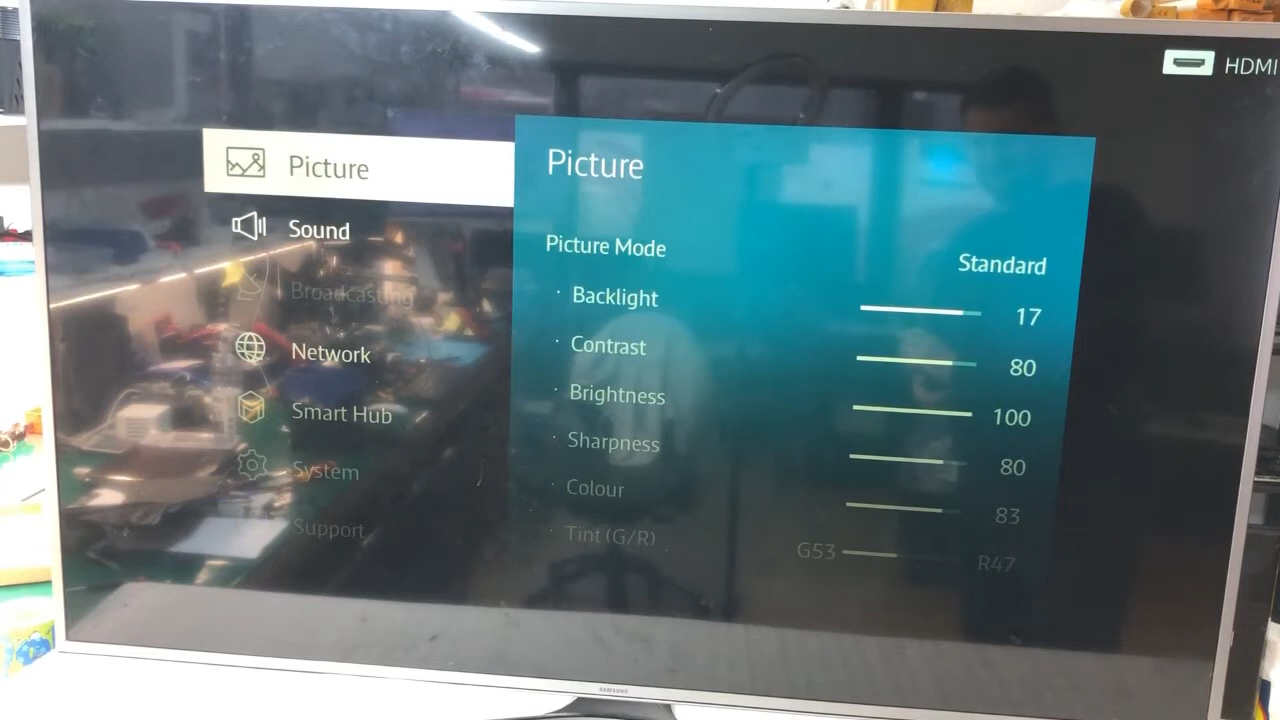 HDMI
Picture
Sound
Broadcasting
Network
Smart Hub
System
Support
Picture
Picture Mode Standard
· Backlight 17
· Contrast 80
· Brightness 100
· Sharpness 80
· Colour 83
· Tint (G/R) G53 R47
SAMSUNG